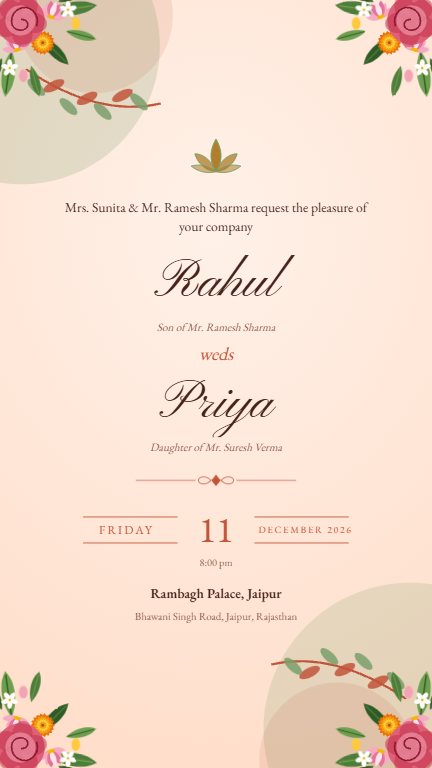 Mrs. Sunita & Mr. Ramesh Sharma request the pleasure of
your company
Rahul
Son of Mr. Ramesh Sharma
weds
Priya
Daughter of Mr. Suresh Verma
FRIDAY 11 DECEMBER 2026
8:00 pm
Rambagh Palace, Jaipur
Bhawani Singh Road, Jaipur, Rajasthan